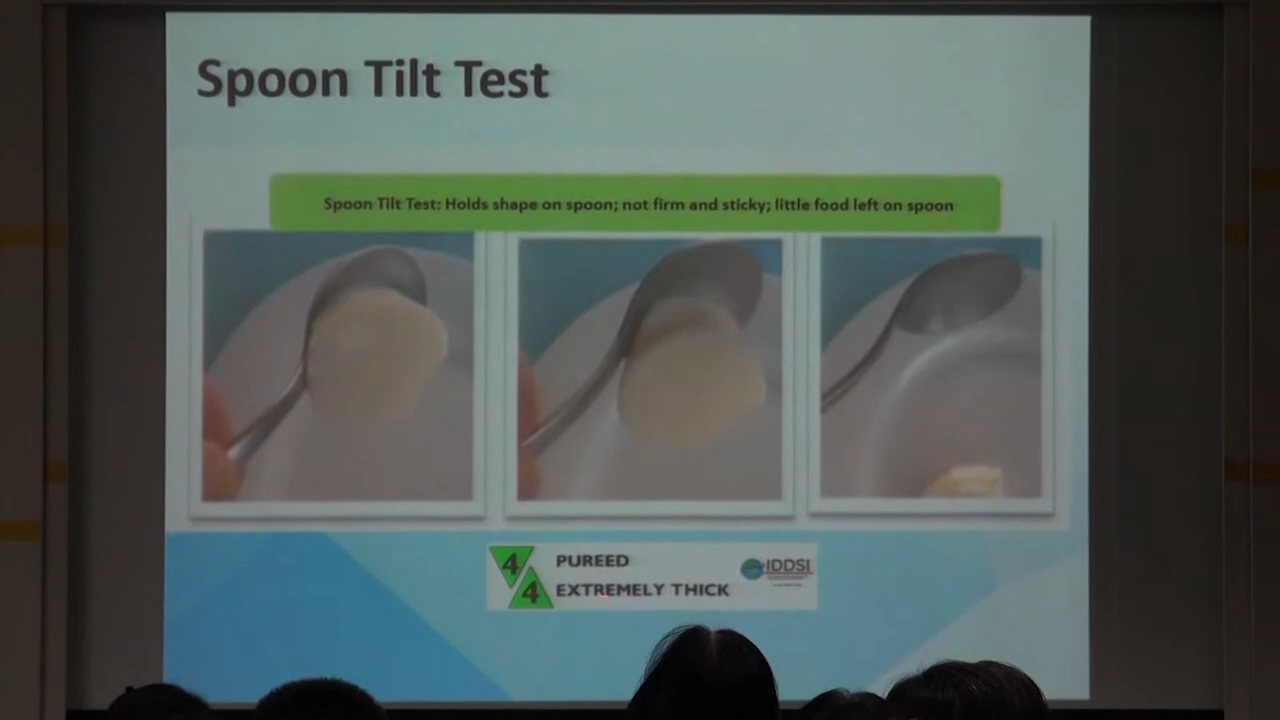 Spoon Tilt Test
Spoon Tilt Test: Holds shape on spoon; not firm and sticky; little food left on spoon
4
PUREED
4
EXTREMELY THICK
IDDSI